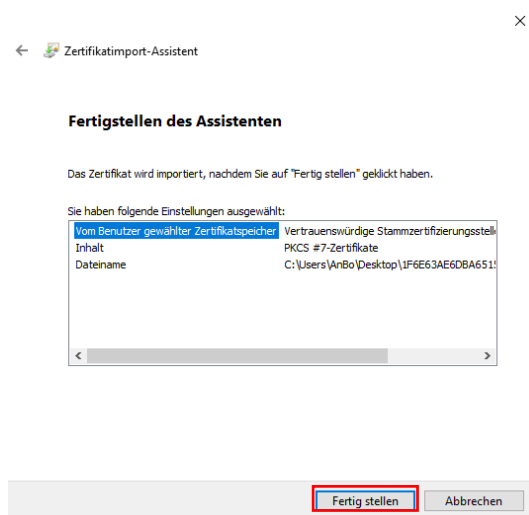 Zertifikatimport-Assistent
Fertigstellen des Assistenten
Das Zertifikat wird importiert, nachdem Sie auf "Fertig stellen" geklickt haben.
Sie haben folgende Einstellungen ausgewählt:
Vom Benutzer gewählter Zertifikatspeicher Vertrauenswürdige
Inhalt PKCS #7-Zertifikate
Dateiname C:\Users\AnBo\Desktop\1F6E63AE6DBA651
Fertig stellen Abbrechen